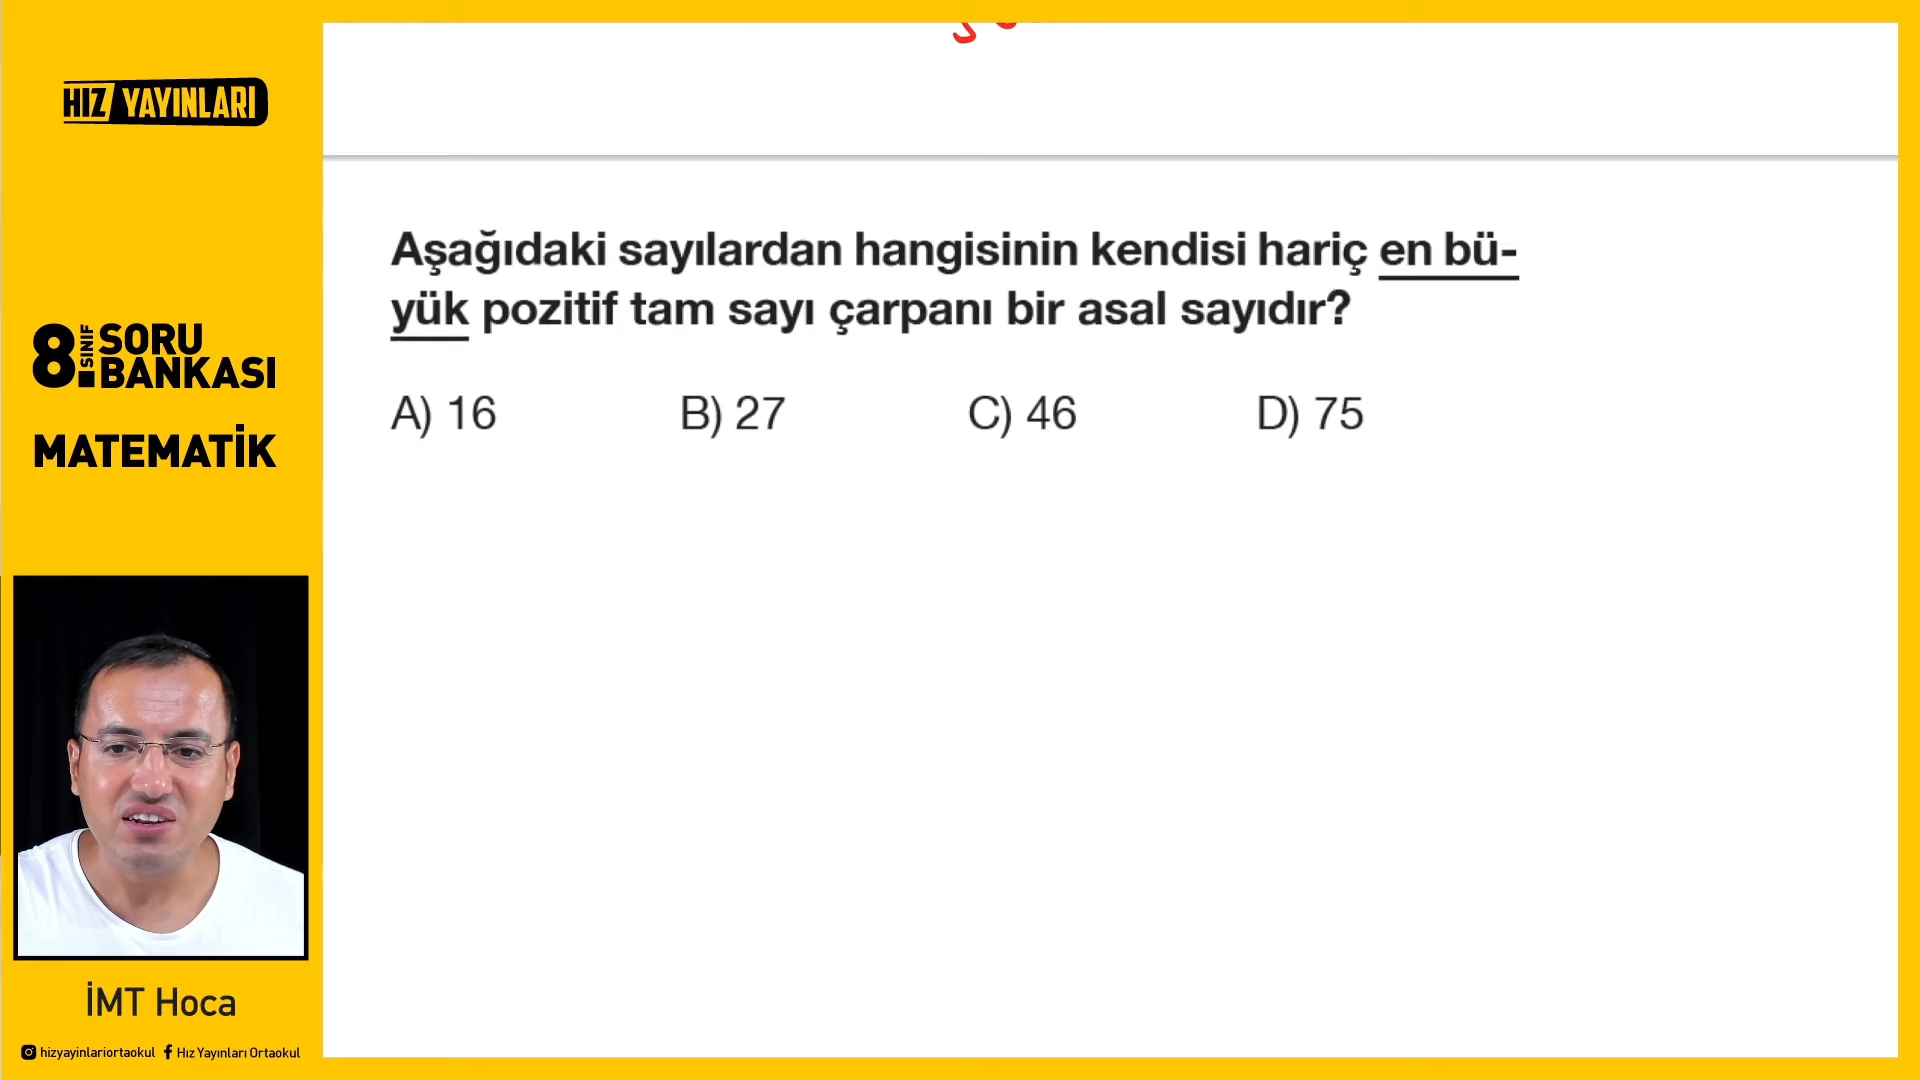 HIZ YAYINLARI
8. SINIF SORU BANKASI
MATEMATİK
Aşağıdaki sayılardan hangisinin kendisi hariç en bü-
yük pozitif tam sayı çarpanı bir asal sayıdır?
A) 16 B) 27 C) 46 D) 75
İMT Hoca
hizyayinlariortaokul Hız Yayınları Ortaokul